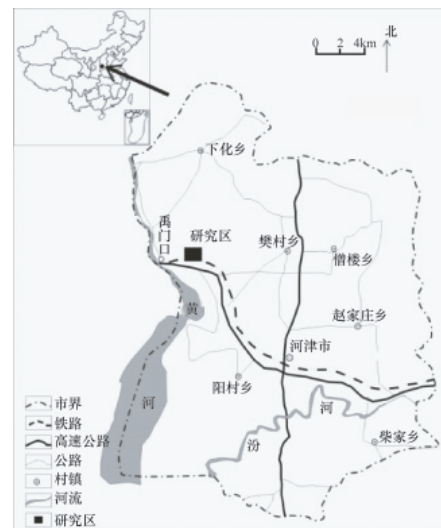 0 2 4km
北
下化乡
禹门口
研究区
樊村乡
僧楼乡
黄
赵家庄乡
河津市
阳村乡
河
汾
河
柴家乡
市界
铁路
高速公路
公路
村镇
河流
研究区